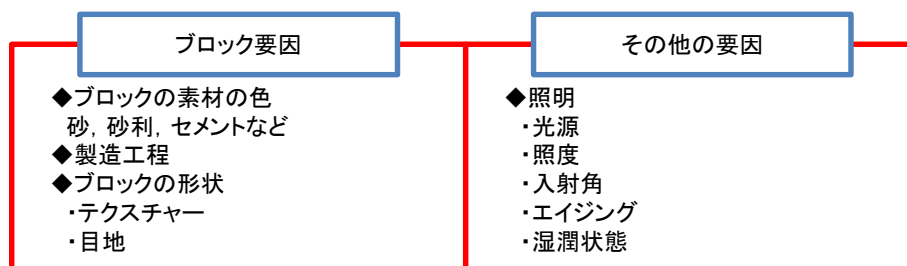 ブロック要因
◆ブロックの素材の色
砂，砂利，セメントなど
◆製造工程
◆ブロックの形状
・テクスチャー
・目地
その他の要因
◆照明
・光源
・照度
・入射角
・エイジング
・湿潤状態